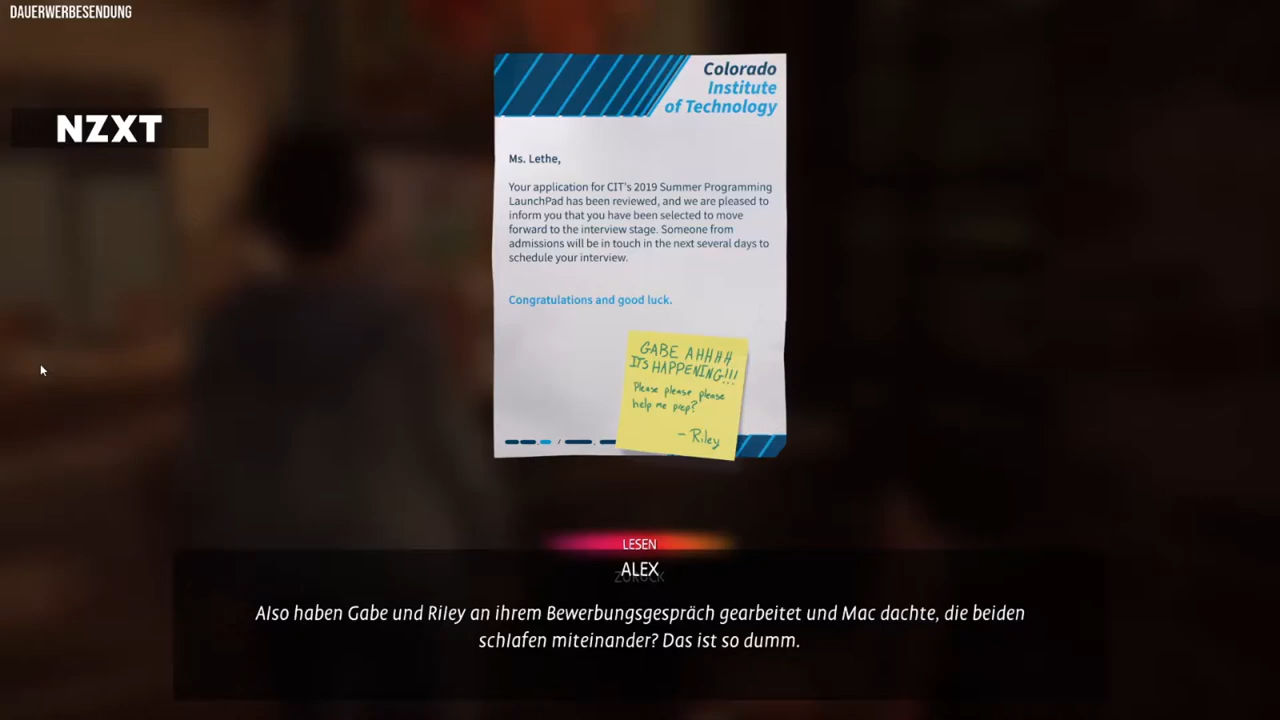 DAUERWERBESENDUNG
NZXT
Colorado
Institute
of Technology
Ms. Lethe,
Your application for CIT's 2019 Summer Programming
LaunchPad has been reviewed, and we are pleased to
inform you that you have been selected to move
forward to the interview stage. Someone from
admissions will be in touch in the next several days to
schedule your interview.
Congratulations and good luck.
GABE AHHHH
ITS HAPPENING!!!
Please please please
help me prep?
- Riley
LESEN
ALEX
ZURÜCK
Also haben Gabe und Riley an ihrem Bewerbungsgespräch gearbeitet und Mac dachte, die beiden
schlafen miteinander? Das ist so dumm.